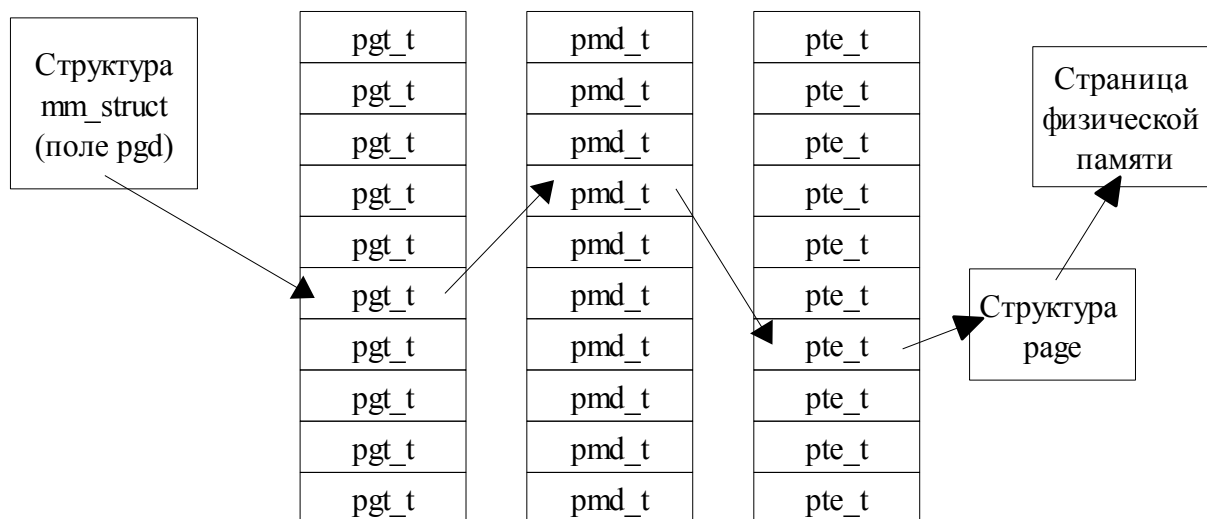 Структура
mm_struct
(поле pgd)
pgt_t
pgt_t
pgt_t
pgt_t
pgt_t
pgt_t
pgt_t
pgt_t
pgt_t
pgt_t
pmd_t
pmd_t
pmd_t
pmd_t
pmd_t
pmd_t
pmd_t
pmd_t
pmd_t
pmd_t
pte_t
pte_t
pte_t
pte_t
pte_t
pte_t
pte_t
pte_t
pte_t
pte_t
Структура
page
Страница
физической
памяти